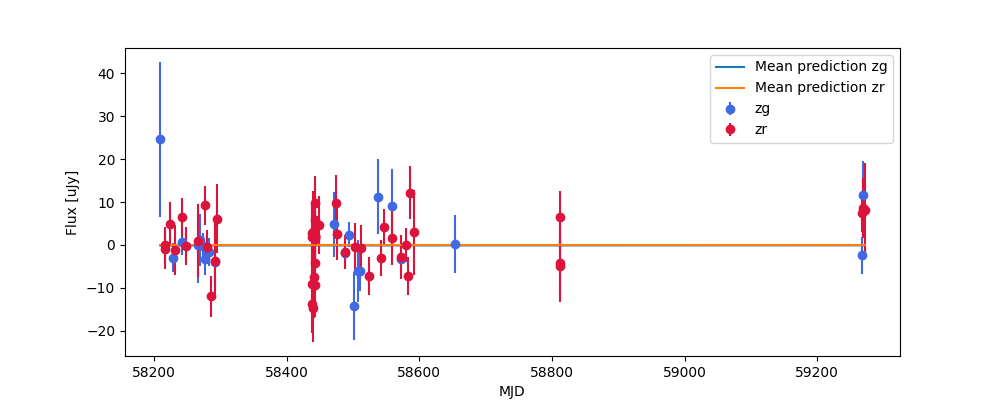 Mean prediction zg
Mean prediction zr
zg
zr
Flux [uJy]
40
30
20
10
0
−10
−20
58200 58400 58600 58800 59000 59200
MJD